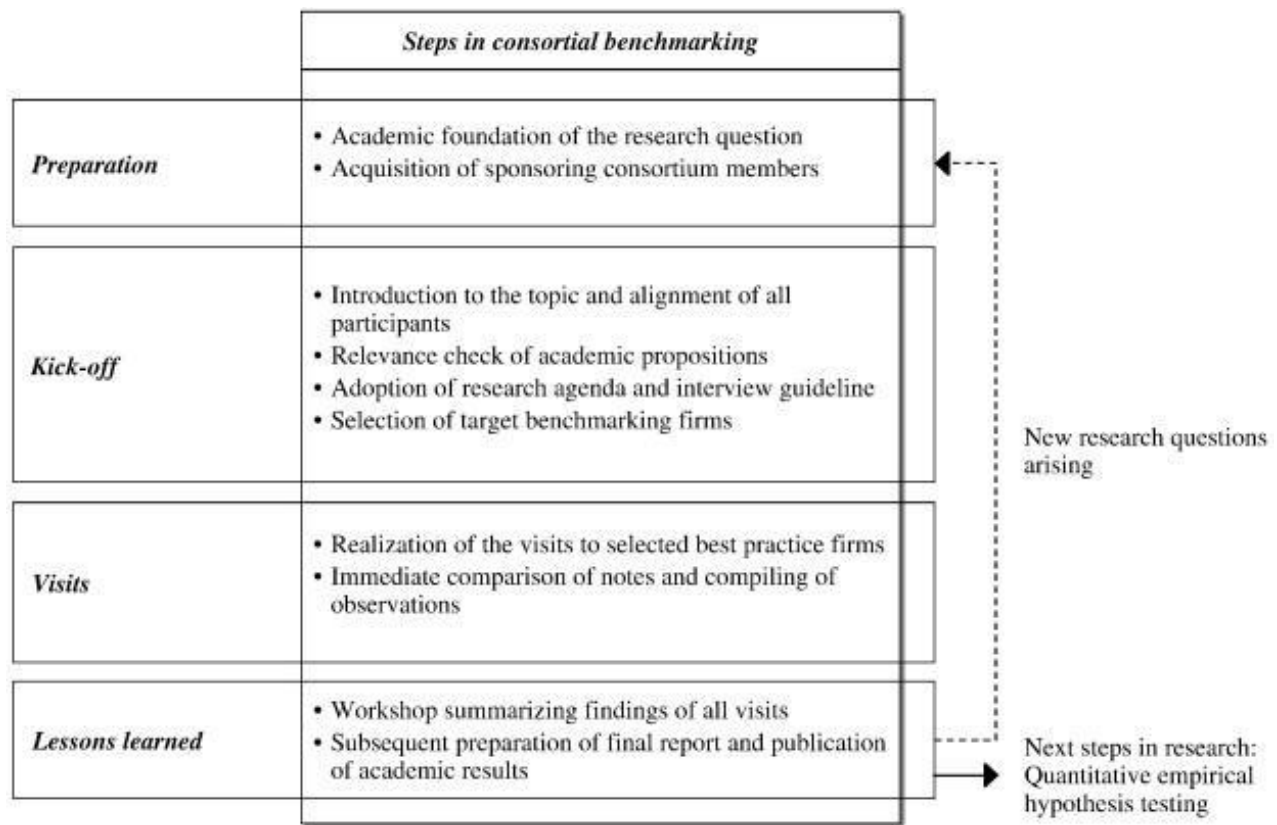 Steps in consortial benchmarking
Preparation
• Academic foundation of the research question
• Acquisition of sponsoring consortium members
Kick-off
• Introduction to the topic and alignment of all
participants
• Relevance check of academic propositions
• Adoption of research agenda and interview guideline
• Selection of target benchmarking firms
New research questions
arising
Visits
• Realization of the visits to selected best practice firms
• Immediate comparison of notes and compiling of
observations
Lessons learned
• Workshop summarizing findings of all visits
• Subsequent preparation of final report and publication
of academic results
Next steps in research:
Quantitative empirical
hypothesis testing